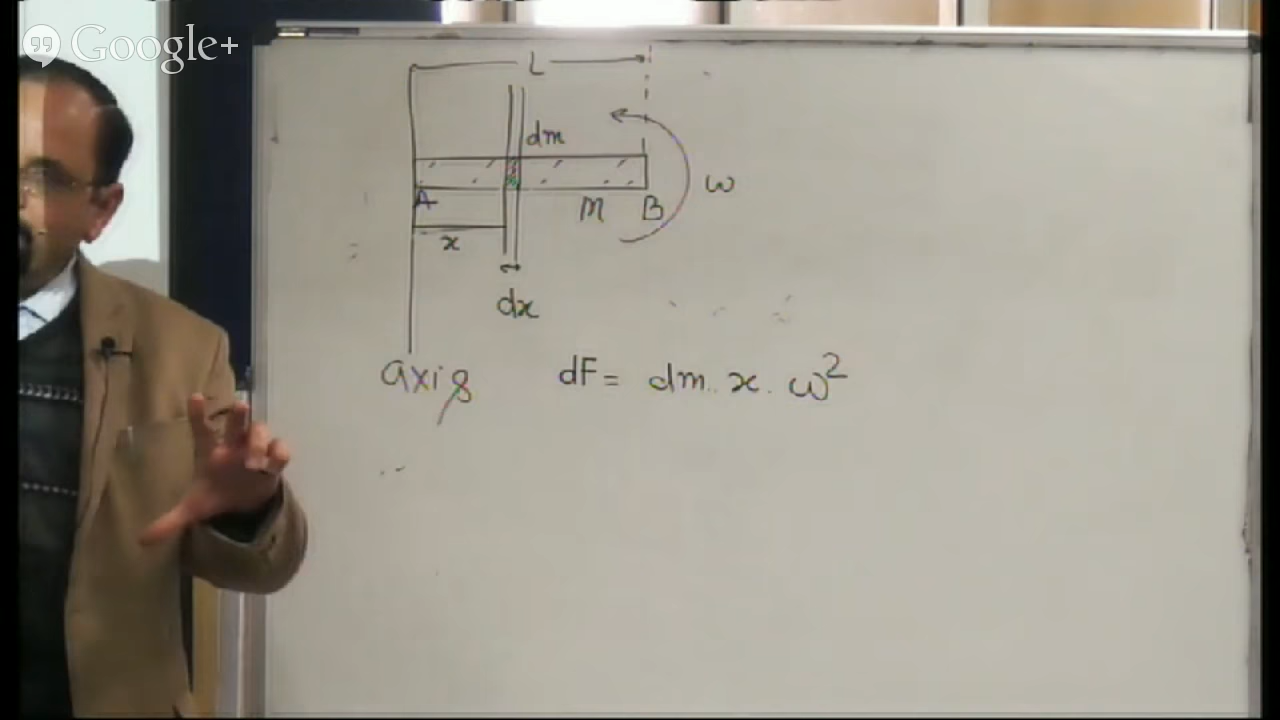 Google+
L
dm
ω
A
M B
x
dx
axis dF = dm . x . ω²